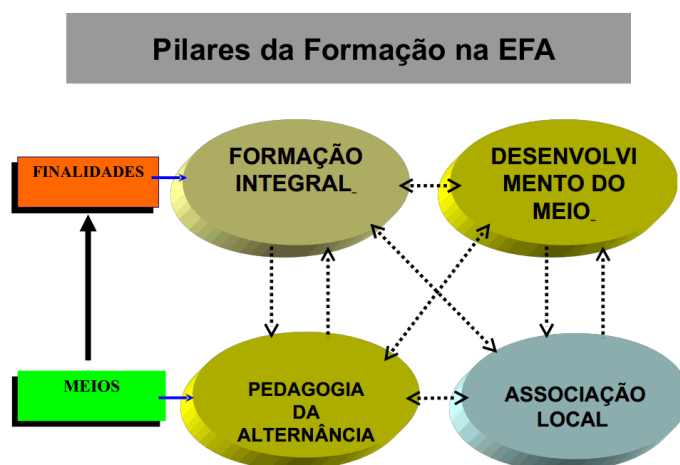 Pilares da Formação na EFA
FINALIDADES
FORMAÇÃO
INTEGRAL
DESENVOLVI
MENTO DO
MEIO
MEIOS
PEDAGOGIA
DA
ALTERNÂNCIA
ASSOCIAÇÃO
LOCAL